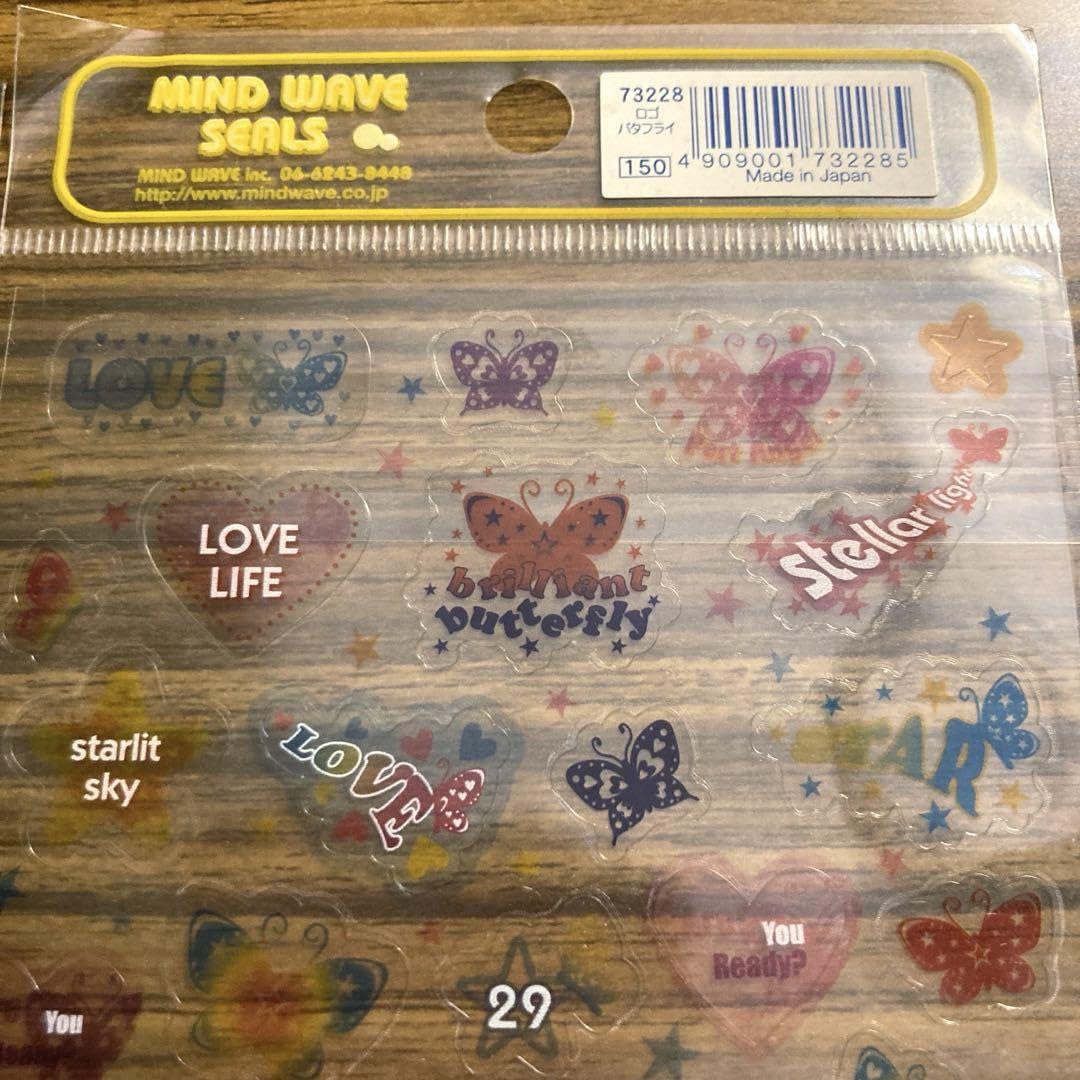 MIND WAVE
SEALS
MIND WAVE inc. 06-6243-8448
http://www.mindwave.co.jp
73228
ロゴ
バタフライ
150
4 909001 732285
Made in Japan
LOVE
LOVE
LIFE
brilliant
butterfly
stellar light
starlit
sky
LOVE
STAR
You
Ready?
You
29